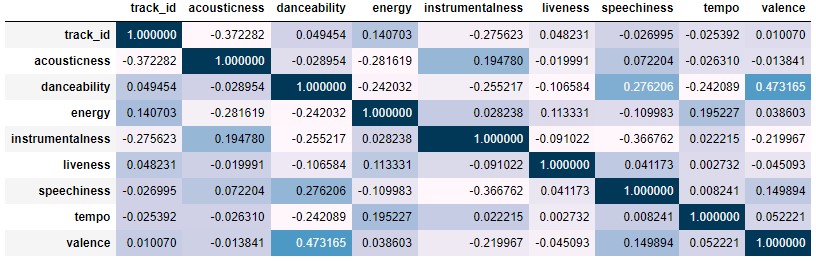 track_id acousticness danceability energy instrumentalness liveness speechiness tempo valence
track_id 1.000000 -0.372282 0.049454 0.140703 -0.275623 0.048231 -0.026995 -0.025392 0.010070
acousticness -0.372282 1.000000 -0.028954 -0.281619 0.194780 -0.019991 0.072204 -0.026310 -0.013841
danceability 0.049454 -0.028954 1.000000 -0.242032 -0.255217 -0.106584 0.276206 -0.242089 0.473165
energy 0.140703 -0.281619 -0.242032 1.000000 0.028238 0.113331 -0.109983 0.195227 0.038603
instrumentalness -0.275623 0.194780 -0.255217 0.028238 1.000000 -0.091022 -0.366762 0.022215 -0.219967
liveness 0.048231 -0.019991 -0.106584 0.113331 -0.091022 1.000000 0.041173 0.002732 -0.045093
speechiness -0.026995 0.072204 0.276206 -0.109983 -0.366762 0.041173 1.000000 0.008241 0.149894
tempo -0.025392 -0.026310 -0.242089 0.195227 0.022215 0.002732 0.008241 1.000000 0.052221
valence 0.010070 -0.013841 0.473165 0.038603 -0.219967 -0.045093 0.149894 0.052221 1.000000